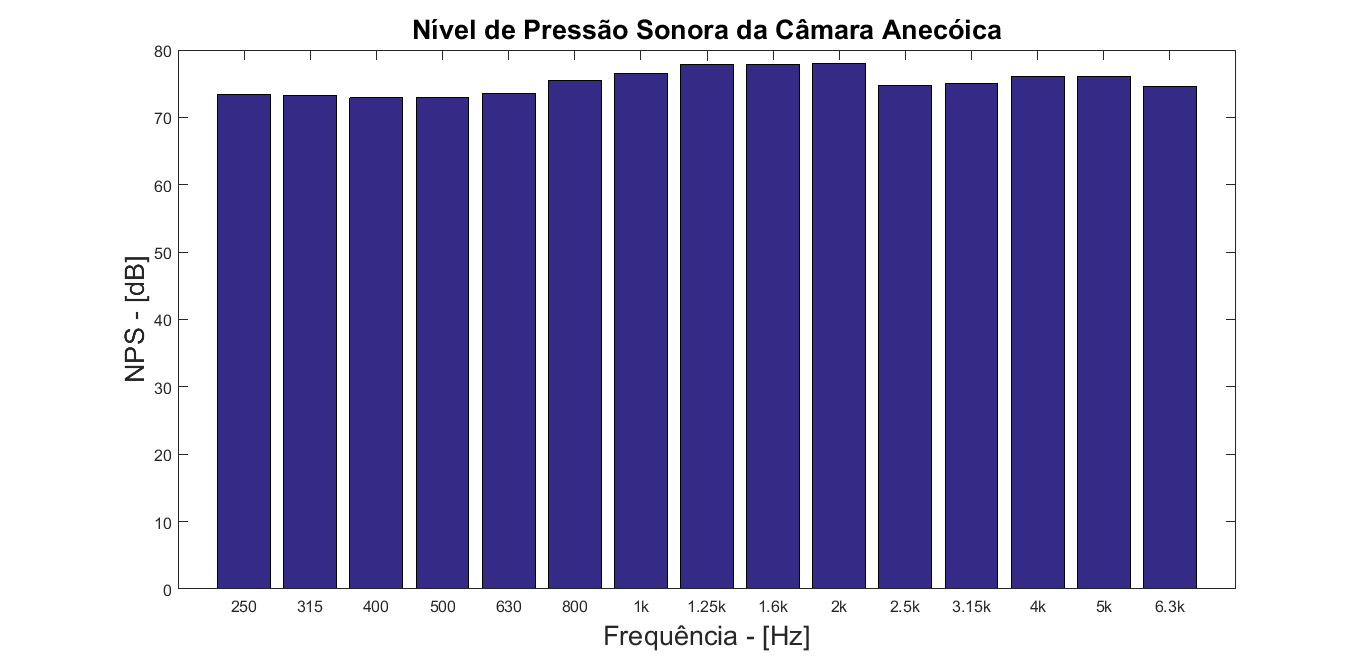 Nível de Pressão Sonora da Câmara Anecóica
80
70
60
50
40
30
20
10
0
NPS - [dB]
250 315 400 500 630 800 1k 1.25k 1.6k 2k 2.5k 3.15k 4k 5k 6.3k
Frequência - [Hz]